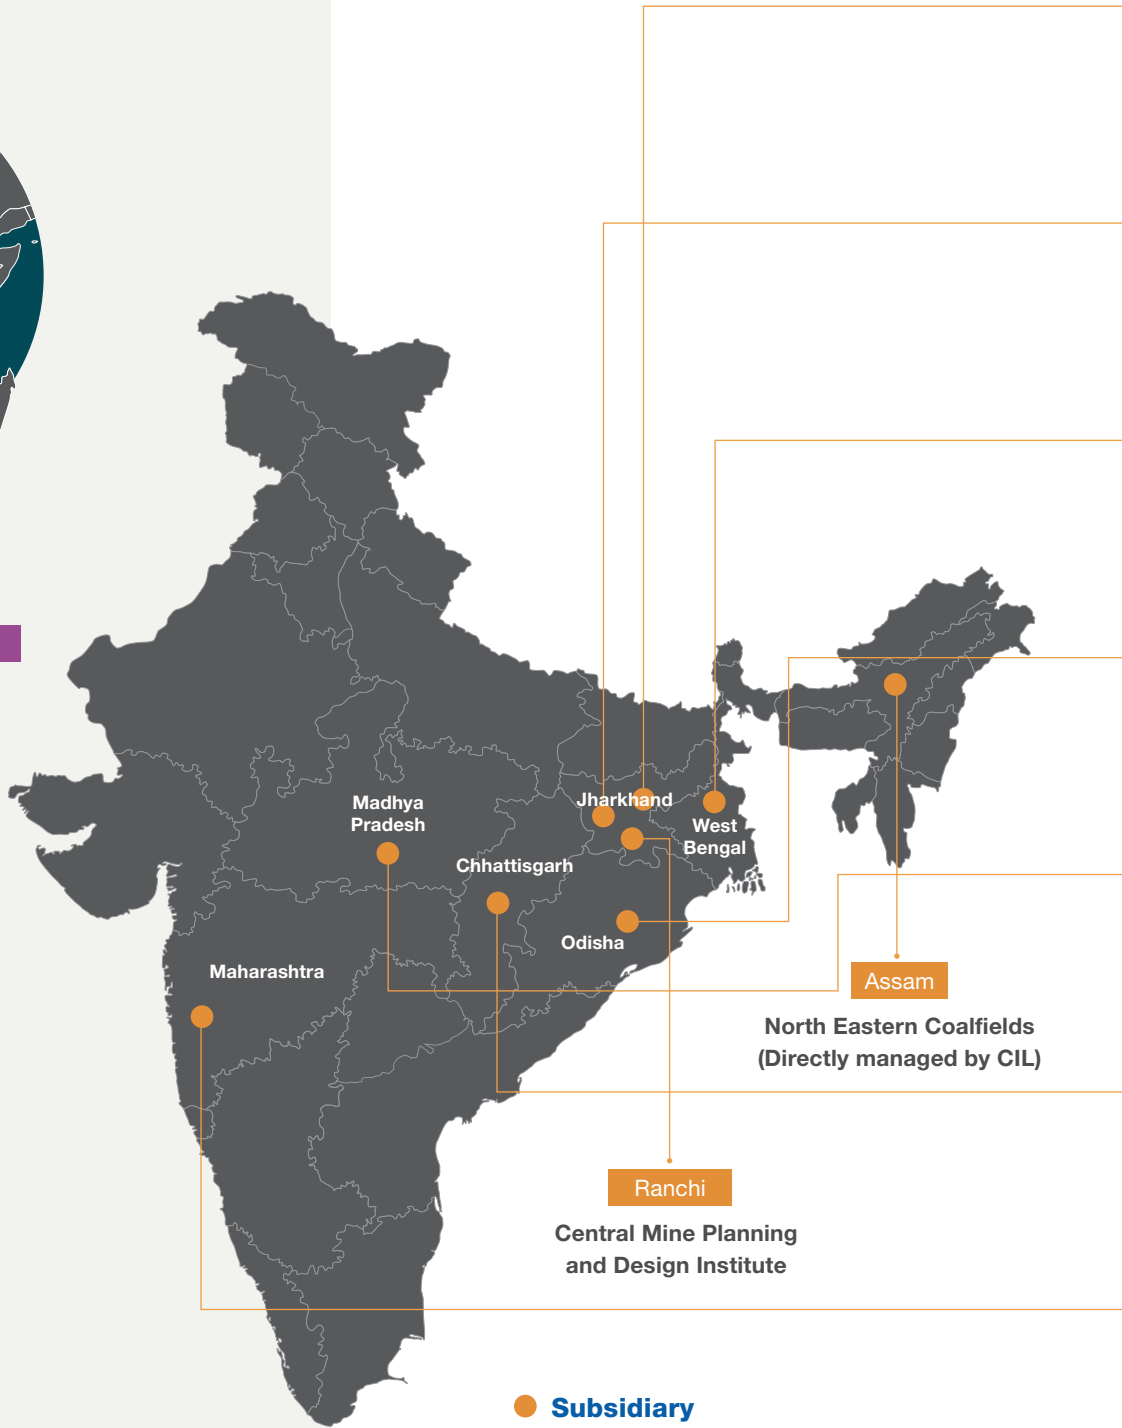 Madhya
Pradesh
Jharkhand
West
Bengal
Chhattisgarh
Odisha
Maharashtra
Assam
North Eastern Coalfields
(Directly managed by CIL)
Ranchi
Central Mine Planning
and Design Institute
Subsidiary